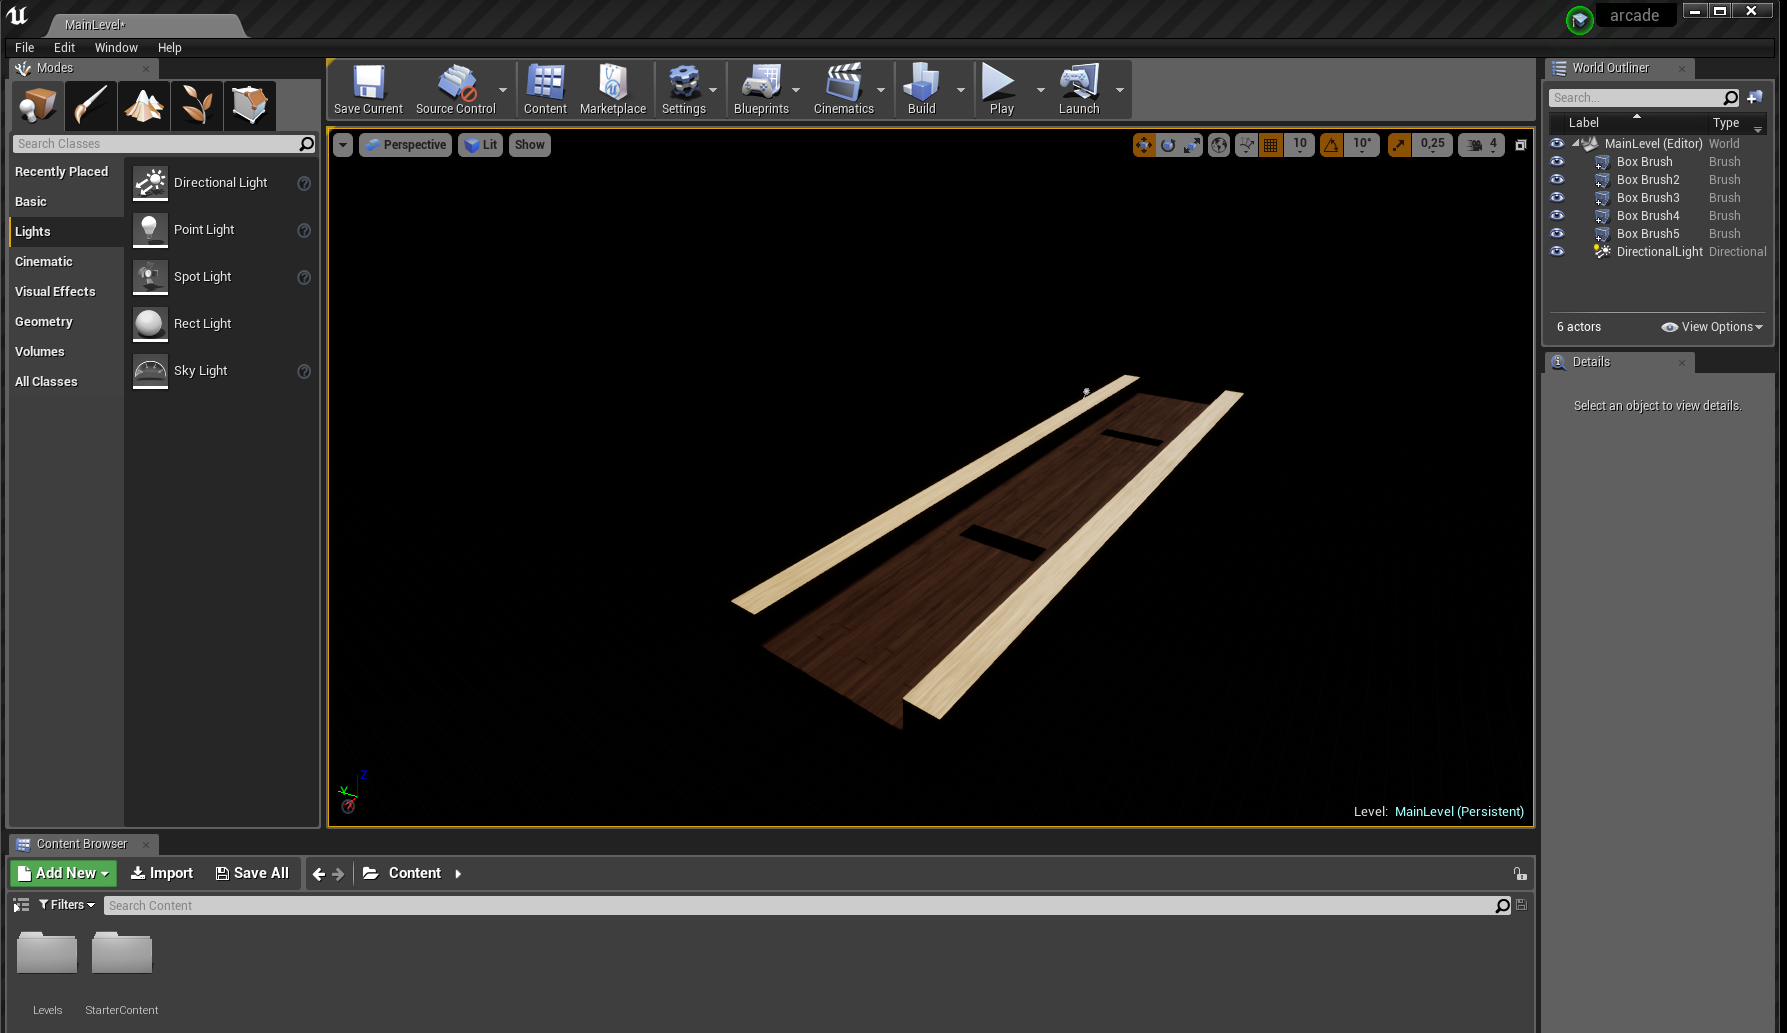 MainLevel*
arcade
File Edit Window Help
Modes
Search Classes
Recently Placed
Basic
Lights
Cinematic
Visual Effects
Geometry
Volumes
All Classes
Directional Light
Point Light
Spot Light
Rect Light
Sky Light
Save Current Source Control Content Marketplace Settings Blueprints Cinematics Build Play Launch
Perspective Lit Show 10 10° 0,25 4
Z
Y
Level: MainLevel (Persistent)
World Outliner
Search...
Label Type
MainLevel (Editor) World
Box Brush Brush
Box Brush2 Brush
Box Brush3 Brush
Box Brush4 Brush
Box Brush5 Brush
DirectionalLight Directional
6 actors View Options
Details
Select an object to view details.
Content Browser
Add New Import Save All Content
Filters Search Content
Levels StarterContent